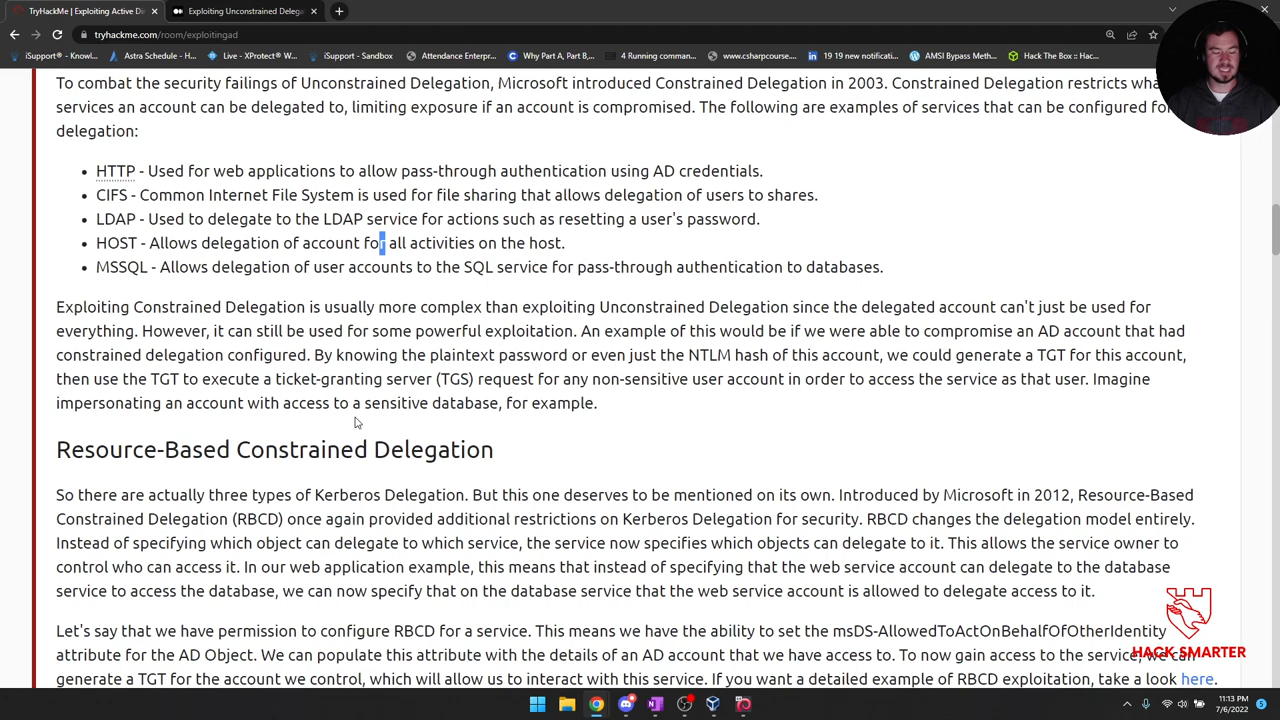 TryHackMe | Exploiting Active Dir
Exploiting Unconstrained Delega
tryhackme.com/room/exploitingad
iSupport® - Enhanced
Astra Schedule - H...
Live - XProtect® W...
iSupport - Sandbox
Attendance Enterpr...
Why Part A, Part B,...
4 Running comman...
www.csharpcourse....
19 19 new notificati...
AMSI Bypass Meth...
Hack The Box :: Hac...
To combat the security failings of Unconstrained Delegation, Microsoft introduced Constrained Delegation in 2003. Constrained Delegation restricts wha
services an account can be delegated to, limiting exposure if an account is compromised. The following are examples of services that can be configured for
delegation:
• HTTP - Used for web applications to allow pass-through authentication using AD credentials.
• CIFS - Common Internet File System is used for file sharing that allows delegation of users to shares.
• LDAP - Used to delegate to the LDAP service for actions such as resetting a user's password.
• HOST - Allows delegation of account for all activities on the host.
• MSSQL - Allows delegation of user accounts to the SQL service for pass-through authentication to databases.
Exploiting Constrained Delegation is usually more complex than exploiting Unconstrained Delegation since the delegated account can't just be used for
everything. However, it can still be used for some powerful exploitation. An example of this would be if we were able to compromise an AD account that had
constrained delegation configured. By knowing the plaintext password or even just the NTLM hash of this account, we could generate a TGT for this account,
then use the TGT to execute a ticket-granting server (TGS) request for any non-sensitive user account in order to access the service as that user. Imagine
impersonating an account with access to a sensitive database, for example.
Resource-Based Constrained Delegation
So there are actually three types of Kerberos Delegation. But this one deserves to be mentioned on its own. Introduced by Microsoft in 2012, Resource-Based
Constrained Delegation (RBCD) once again provided additional restrictions on Kerberos Delegation for security. RBCD changes the delegation model entirely.
Instead of specifying which object can delegate to which service, the service now specifies which objects can delegate to it. This allows the service owner to
control who can access it. In our web application example, this means that instead of specifying that the web service account can delegate to the database
service to access the database, we can now specify that on the database service that the web service account is allowed to delegate access to it.
Let's say that we have permission to configure RBCD for a service. This means we have the ability to set the msDS-AllowedToActOnBehalfOfOtherIdentity
attribute for the AD Object. We can populate this attribute with the details of an AD account that we have access to. To now gain access to the service, we can
generate a TGT for the account we control, which will allow us to interact with this service. If you want a detailed example of RBCD exploitation, take a look here.
HACK SMARTER
11:13 PM
7/6/2022